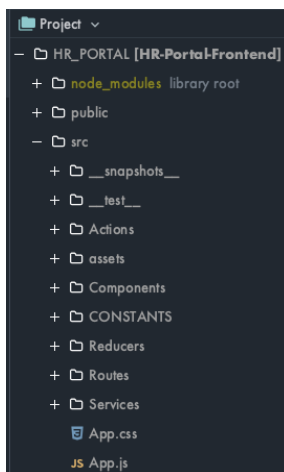 Project
HR_PORTAL [HR-Portal-Frontend]
node_modules library root
public
src
__snapshots__
__test__
Actions
assets
Components
CONSTANTS
Reducers
Routes
Services
App.css
JS App.js